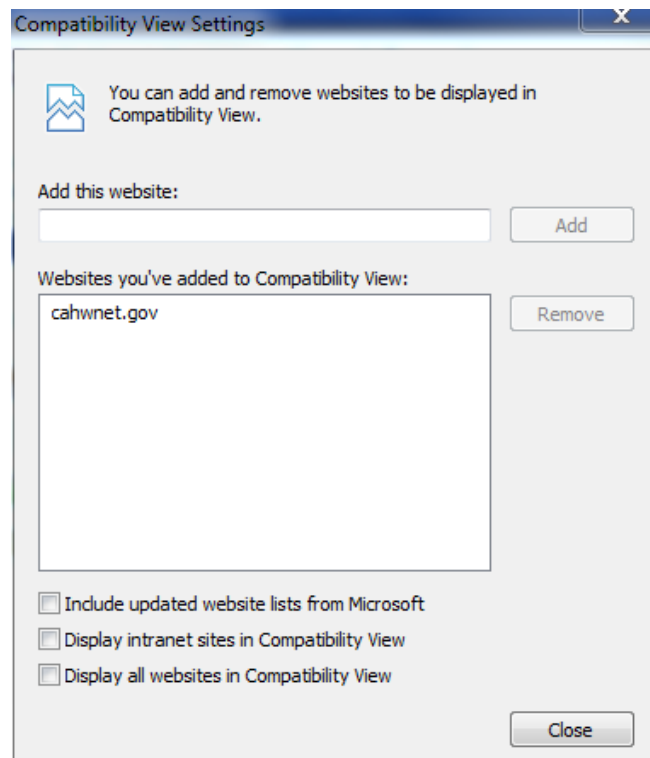 Compatibility View Settings
X
You can add and remove websites to be displayed in
Compatibility View.
Add this website:
Add
Websites you've added to Compatibility View:
cahwnet.gov
Remove
Include updated website lists from Microsoft
Display intranet sites in Compatibility View
Display all websites in Compatibility View
Close